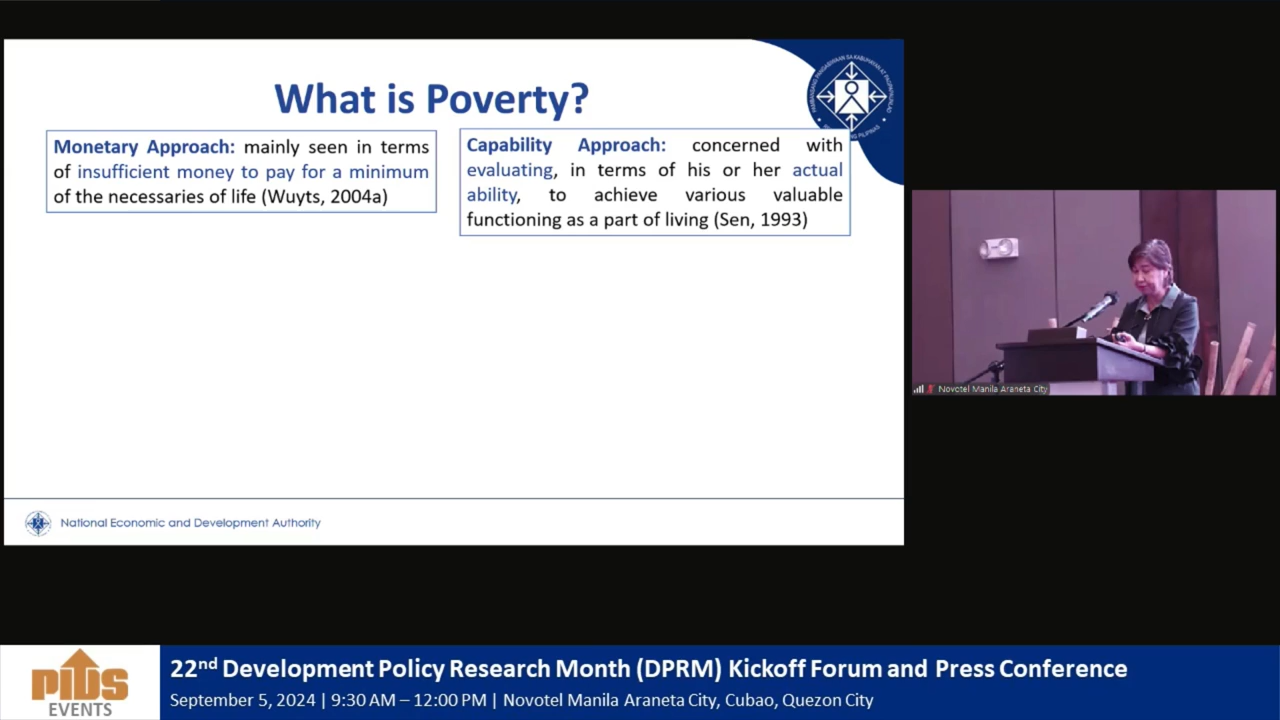 What is Poverty?
Monetary Approach: mainly seen in terms
of insufficient money to pay for a minimum
of the necessaries of life (Wuyts, 2004a)
Capability Approach: concerned with
evaluating, in terms of his or her actual
ability, to achieve various valuable
functioning as a part of living (Sen, 1993)
National Economic and Development Authority
Novotel Manila Araneta City
PIDS
EVENTS
22nd Development Policy Research Month (DPRM) Kickoff Forum and Press Conference
September 5, 2024 | 9:30 AM – 12:00 PM | Novotel Manila Araneta City, Cubao, Quezon City